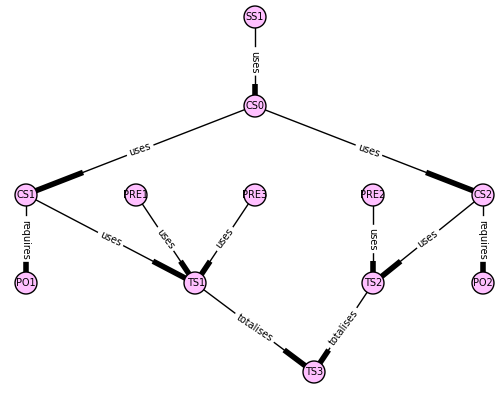 SS1
uses
CS0
uses
uses
CS1
PRE1
PRE3
PRE2
CS2
requires
uses
uses
uses
uses
uses
requires
PO1
TS1
TS2
PO2
totalises
totalises
TS3